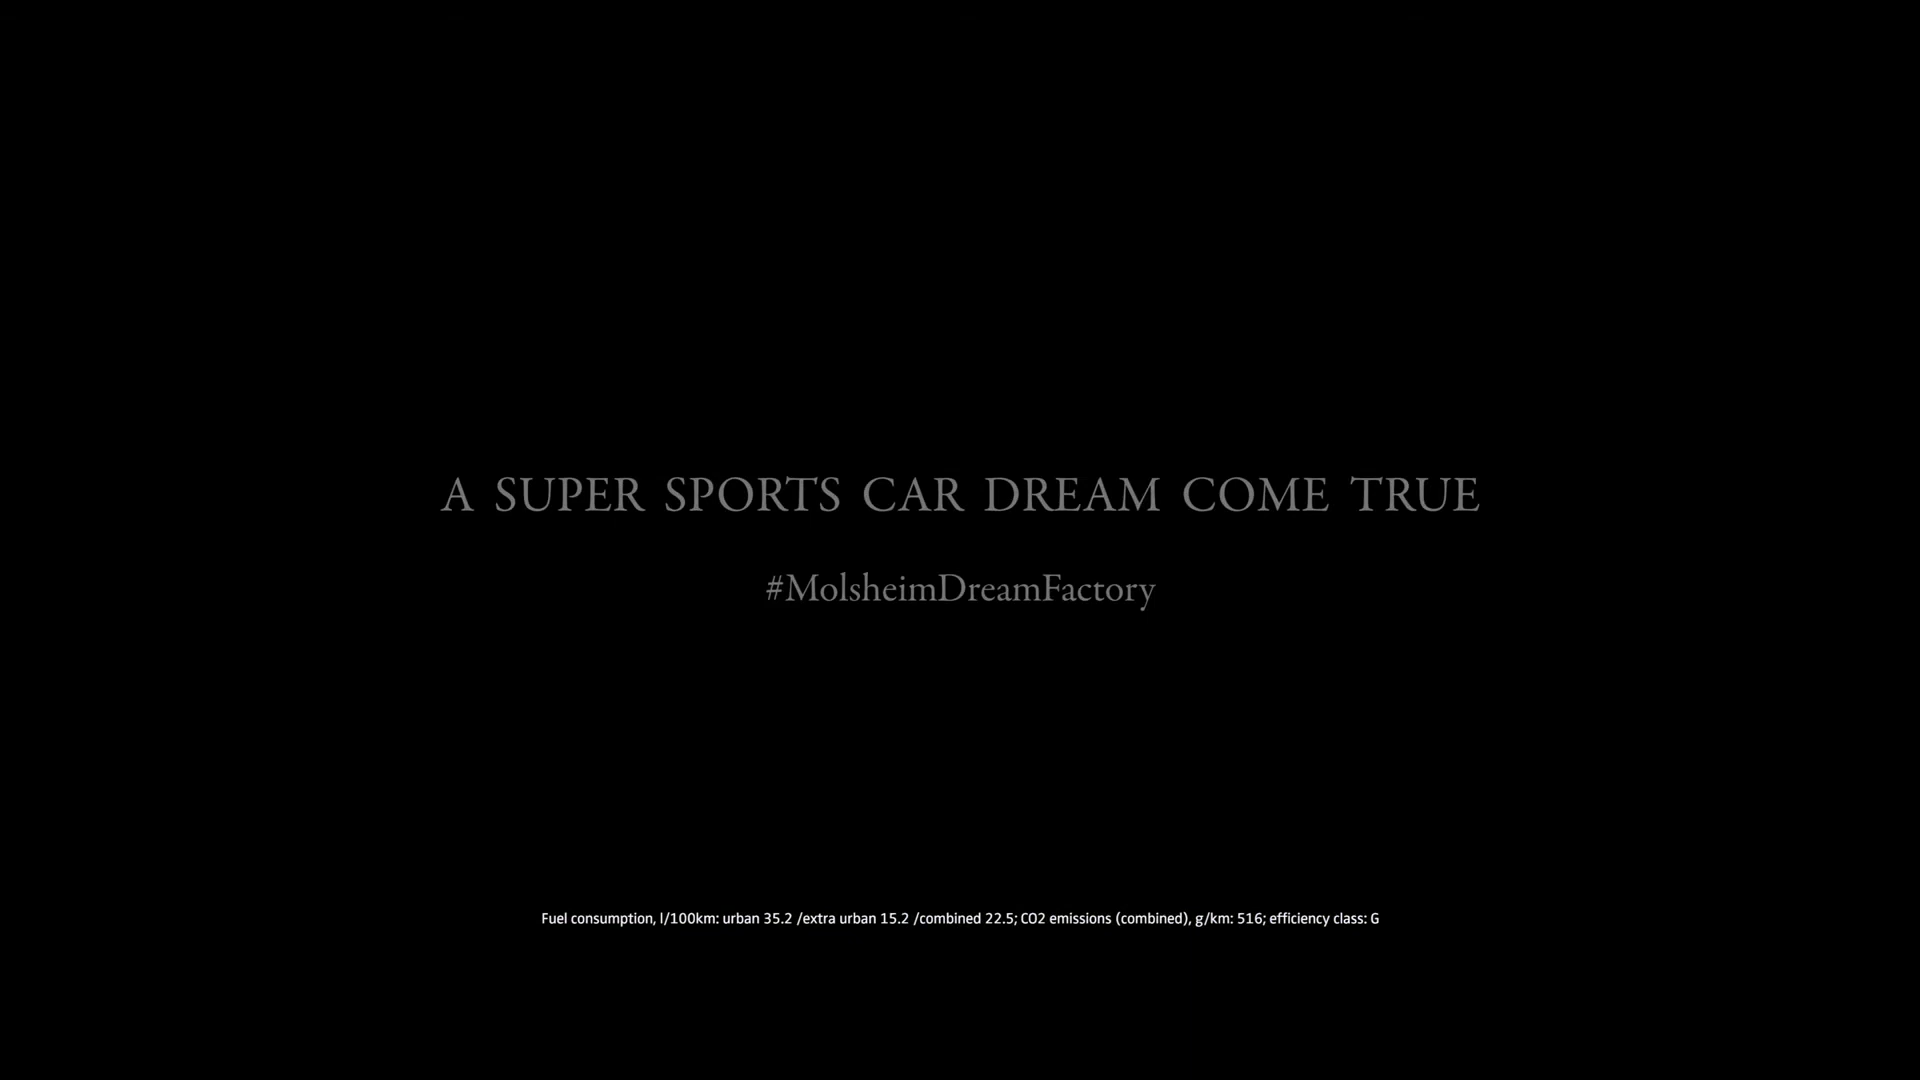 A SUPER SPORTS CAR DREAM COME TRUE
#MolsheimDreamFactory
Fuel consumption, l/100km: urban 35.2 /extra urban 15.2 /combined 22.5; CO2 emissions (combined), g/km: 516; efficiency class: G